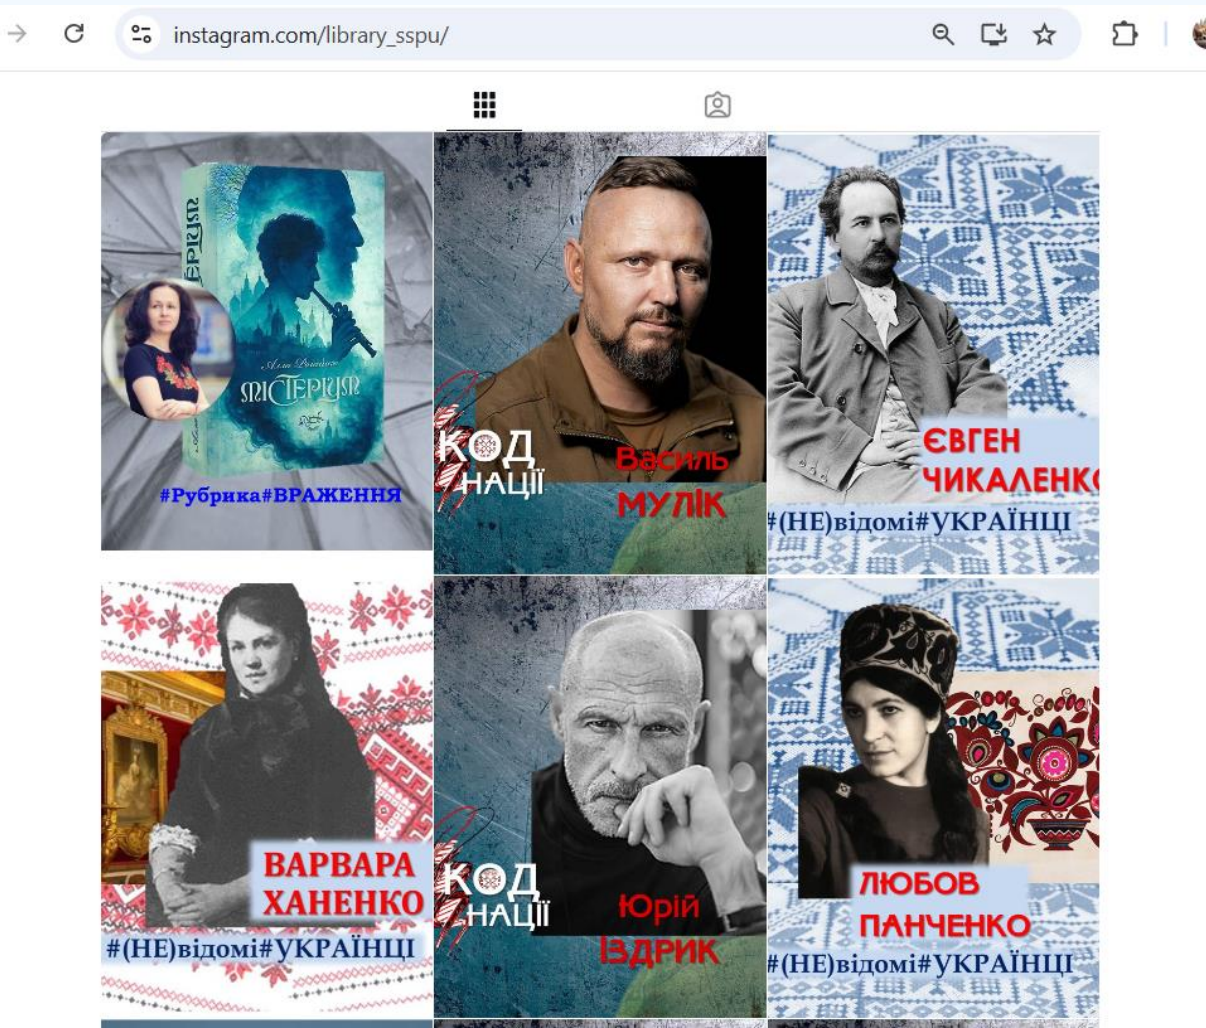 instagram.com/library_sspu/
МІСТЕРІУМ
#Рубрика#ВРАЖЕННЯ
КОД
НАЦІЇ
Василь
МУЛІК
ЄВГЕН
ЧИКАЛЕНКО
#(НЕ)відомі#УКРАЇНЦІ
ВАРВАРА
ХАНЕНКО
#(НЕ)відомі#УКРАЇНЦІ
КОД
НАЦІЇ
Юрій
ІЗДРИК
ЛЮБОВ
ПАНЧЕНКО
#(НЕ)відомі#УКРАЇНЦІ